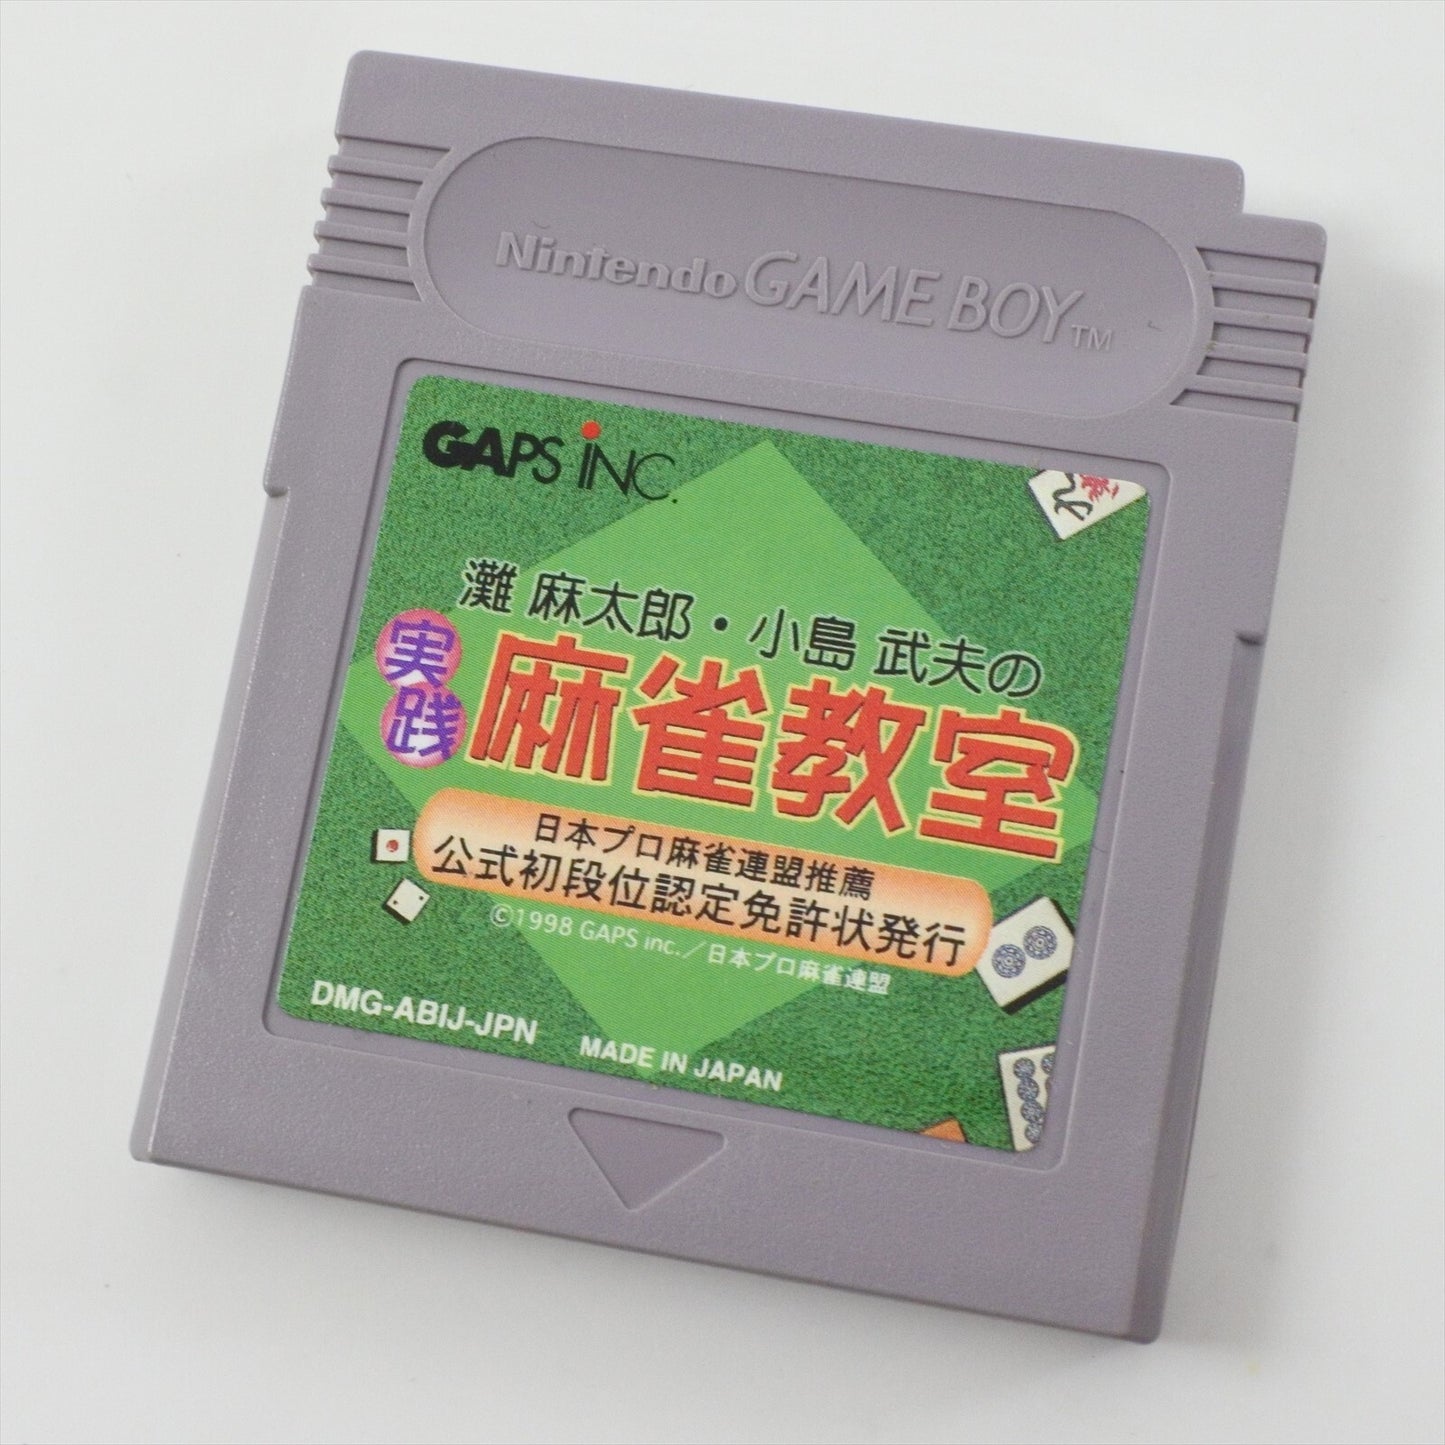 Nintendo GAME BOY™
GAPS INC.
灘 麻太郎・小島 武夫の
実践
麻雀教室
日本プロ麻雀連盟推薦
公式初段位認定免許状発行
©1998 GAPS inc.／日本プロ麻雀連盟
DMG-ABIJ-JPN
MADE IN JAPAN